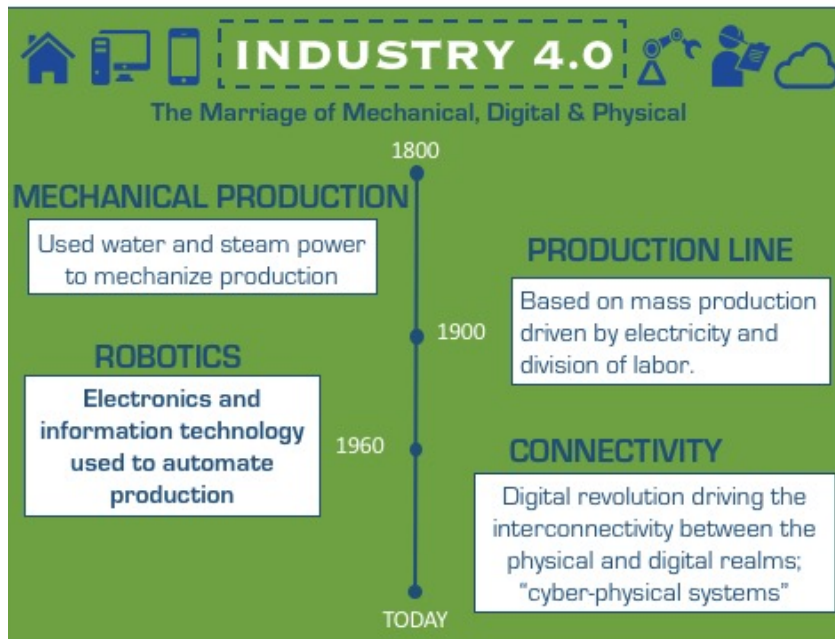 INDUSTRY 4.0
The Marriage of Mechanical, Digital & Physical
1800
MECHANICAL PRODUCTION
Used water and steam power
to mechanize production
PRODUCTION LINE
Based on mass production
driven by electricity and
division of labor.
1900
ROBOTICS
Electronics and
information technology
used to automate
production
1960
CONNECTIVITY
Digital revolution driving the
interconnectivity between the
physical and digital realms;
“cyber-physical systems”
TODAY